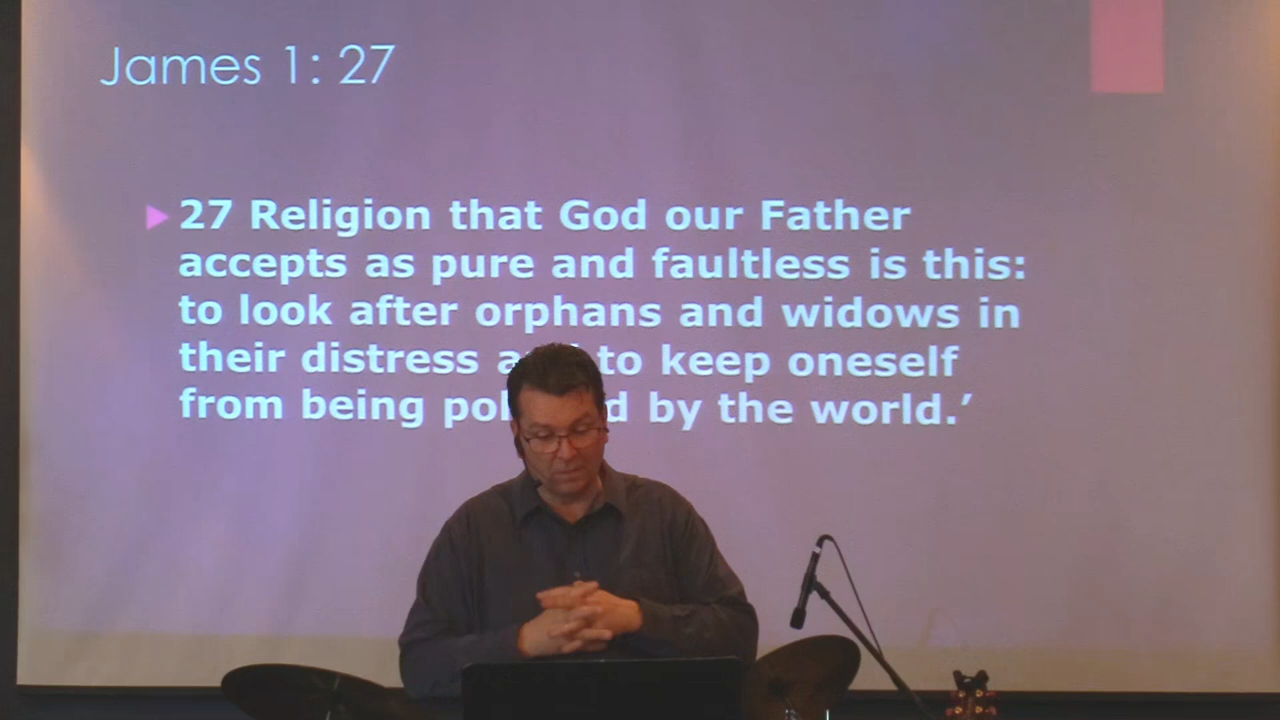 James 1: 27
27 Religion that God our Father
accepts as pure and faultless is this:
to look after orphans and widows in
their distress to keep oneself
from being by the world.’